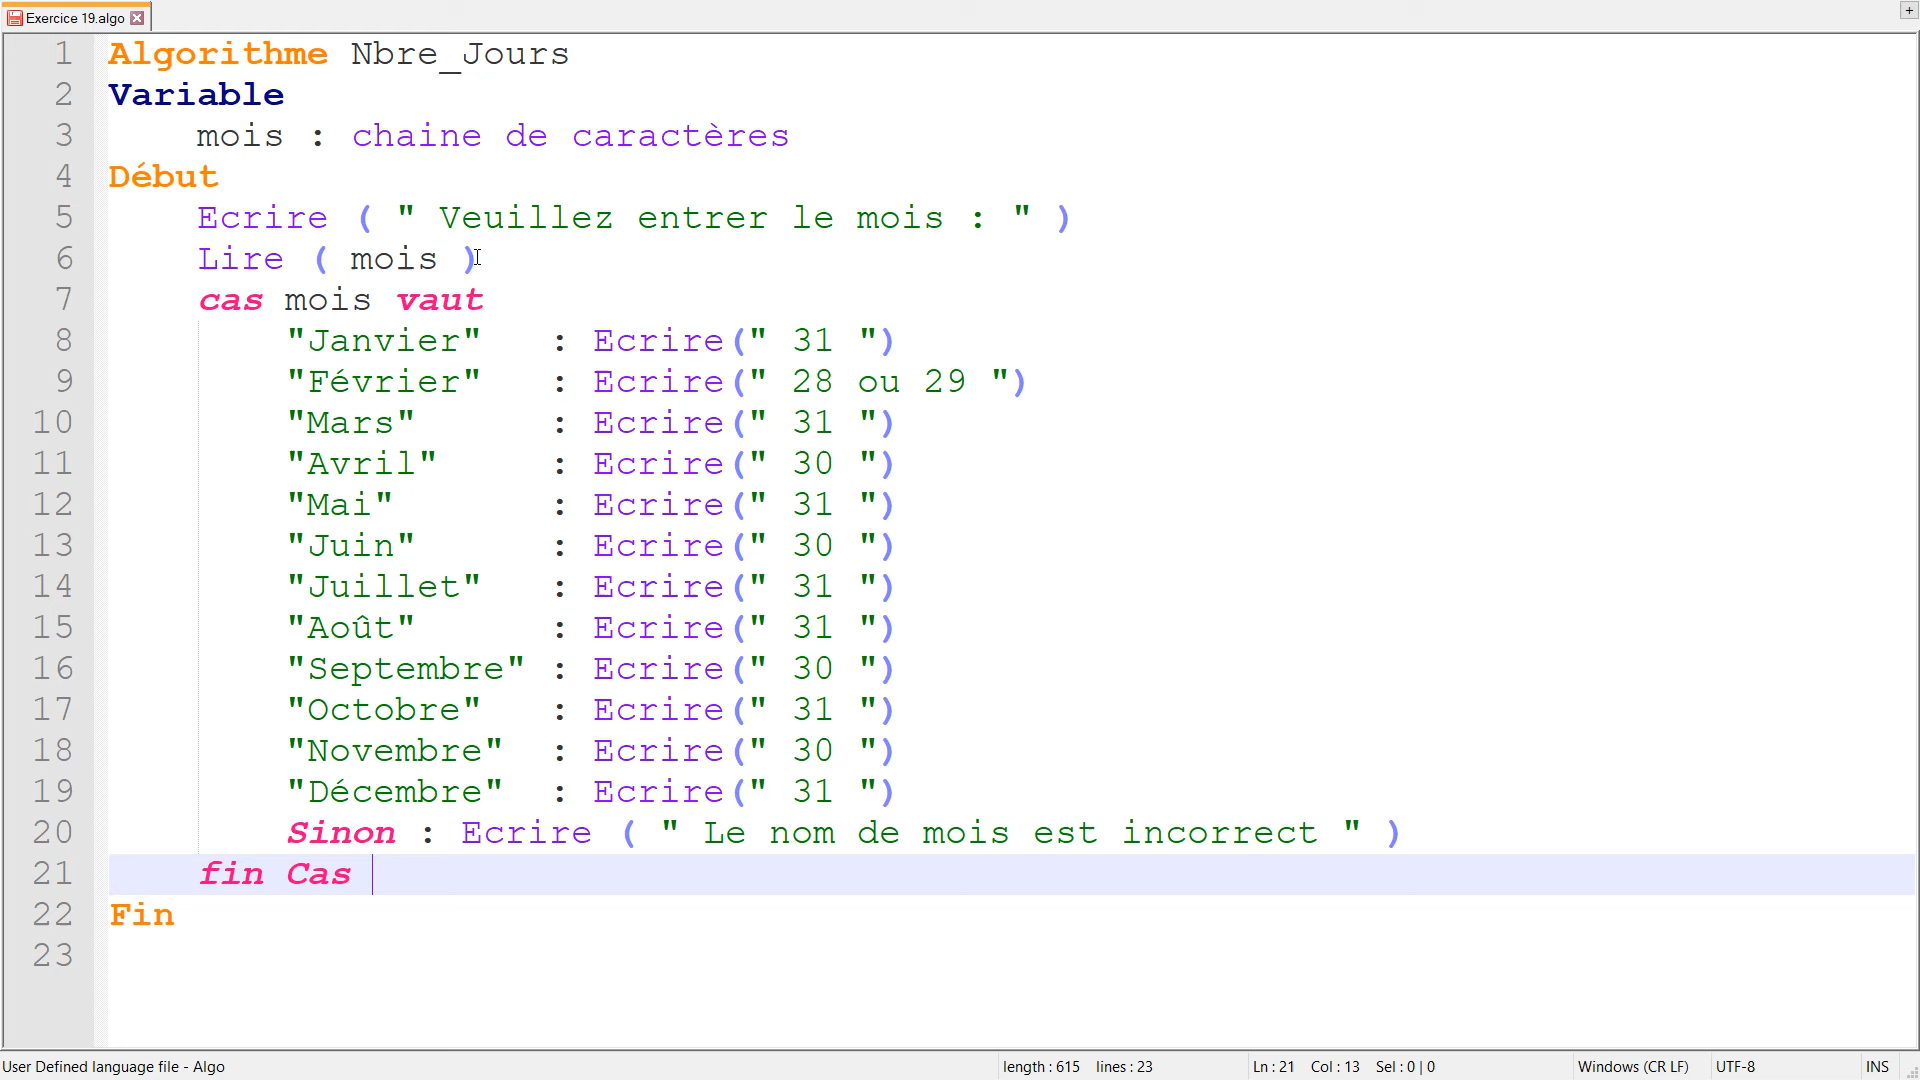 Exercice 19.algo
+
1 Algorithme Nbre_Jours
2 Variable
3 mois : chaine de caractères
4 Début
5 Ecrire ( " Veuillez entrer le mois : " )
6 Lire ( mois )
7 cas mois vaut
8 "Janvier" : Ecrire(" 31 ")
9 "Février" : Ecrire(" 28 ou 29 ")
10 "Mars" : Ecrire(" 31 ")
11 "Avril" : Ecrire(" 30 ")
12 "Mai" : Ecrire(" 31 ")
13 "Juin" : Ecrire(" 30 ")
14 "Juillet" : Ecrire(" 31 ")
15 "Août" : Ecrire(" 31 ")
16 "Septembre" : Ecrire(" 30 ")
17 "Octobre" : Ecrire(" 31 ")
18 "Novembre" : Ecrire(" 30 ")
19 "Décembre" : Ecrire(" 31 ")
20 Sinon : Ecrire ( " Le nom de mois est incorrect " )
21 fin Cas
22 Fin
23
User Defined language file - Algo length : 615 lines : 23 Ln : 21 Col : 13 Sel : 0 | 0 Windows (CR LF) UTF-8 INS